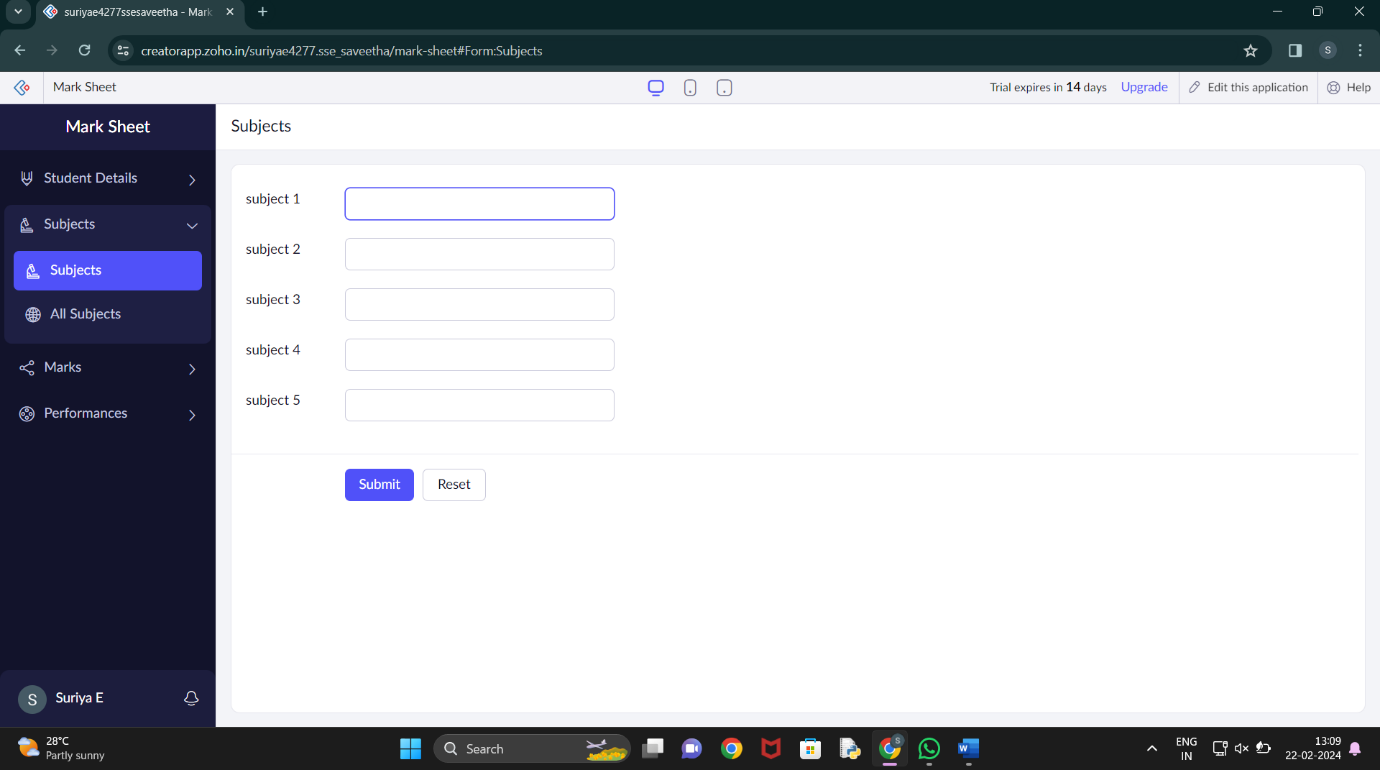 suriyae4277ssesaveetha - Mark
creatorapp.zoho.in/suriyae4277.sse_saveetha/mark-sheet#Form:Subjects
S
Mark Sheet
Trial expires in 14 days Upgrade Edit this application Help
Mark Sheet
Subjects
Student Details
Subjects
Subjects
All Subjects
Marks
Performances
subject 1
subject 2
subject 3
subject 4
subject 5
Submit Reset
S Suriya E
28°C
Partly sunny
Search
S
W
ENG
IN
13:09
22-02-2024